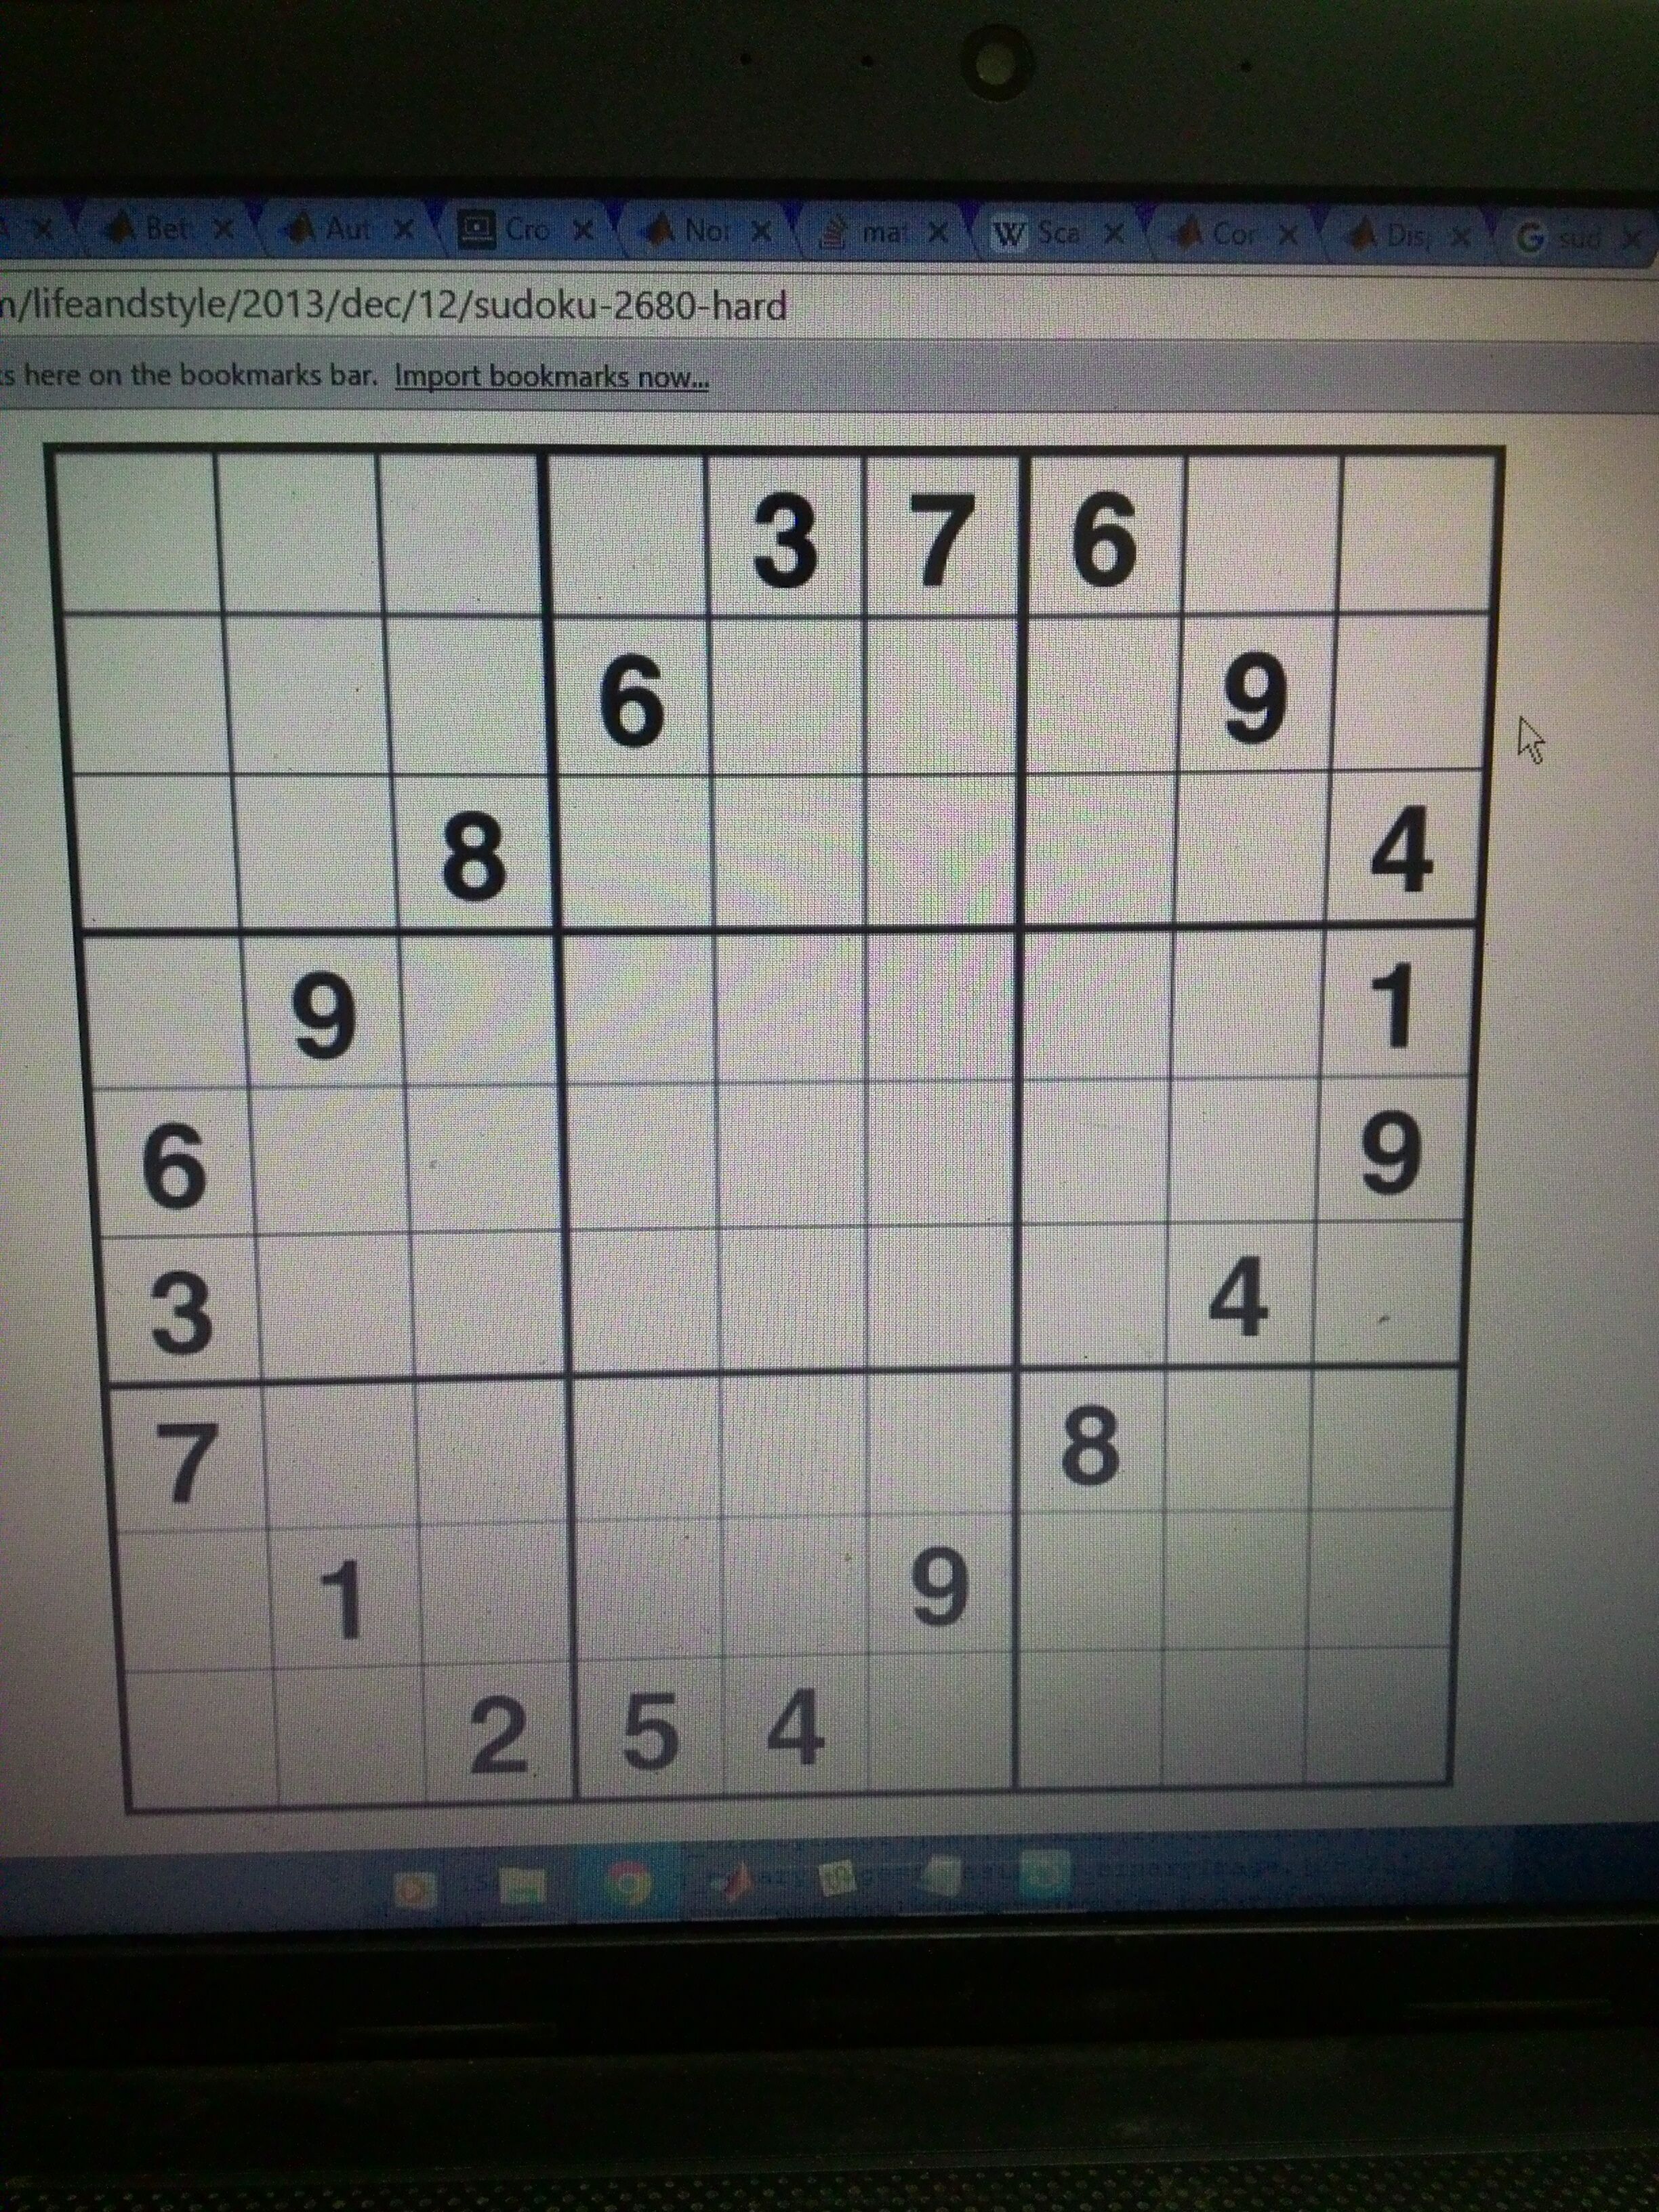 Bet
Aut
Cro
Nor
mat
W
Sca
Cor
Dis
G
sud
n/lifeandstyle/2013/dec/12/sudoku-2680-hard
s here on the bookmarks bar. Import bookmarks now...
3 7 6
6 9
8 4
9 1
6 9
3 4
7 8
1 9
2 5 4